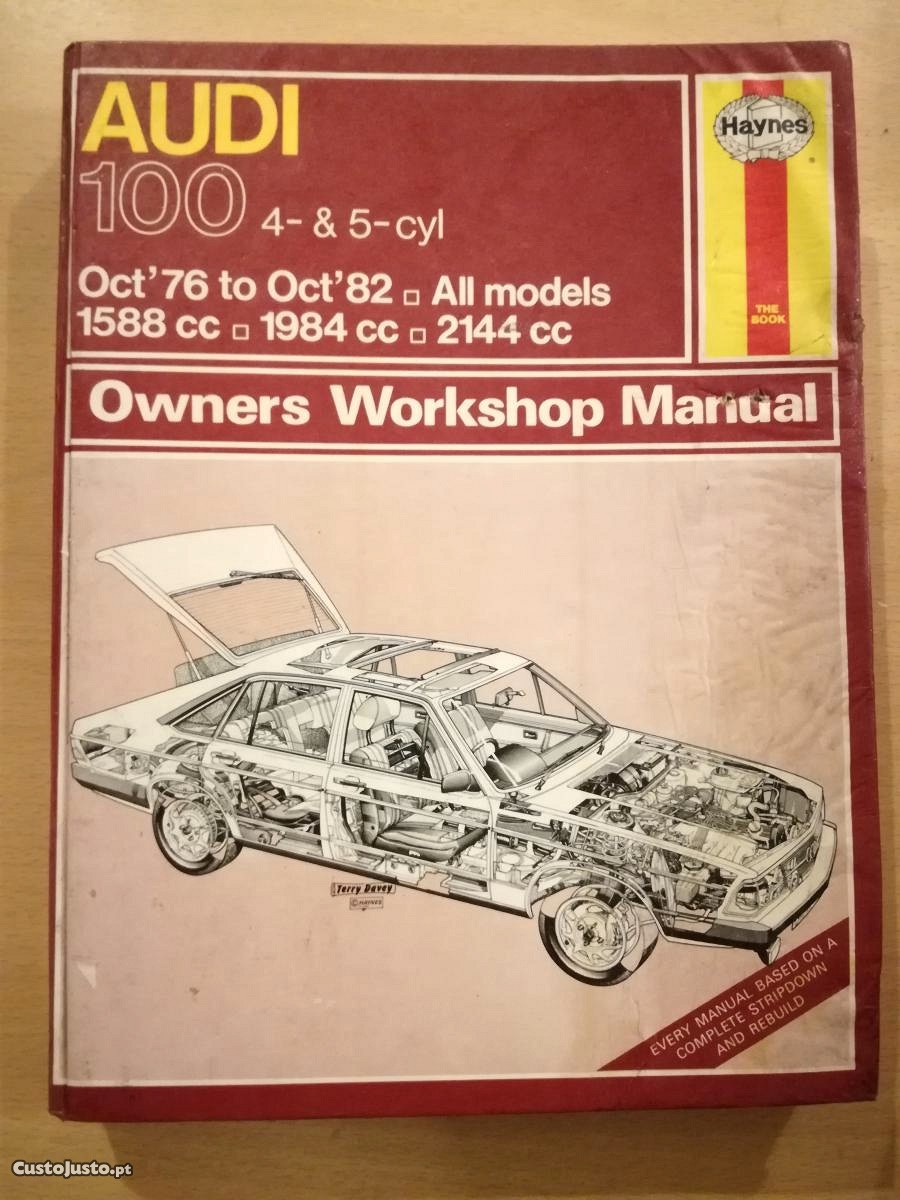 AUDI
100 4- & 5-cyl
Oct'76 to Oct'82 ▫ All models
1588 cc ▫ 1984 cc ▫ 2144 cc
Haynes
THE
BOOK
Owners Workshop Manual
Terry Davey
© HAYNES
EVERY MANUAL BASED ON A
COMPLETE STRIPDOWN
AND REBUILD
CustoJusto.pt